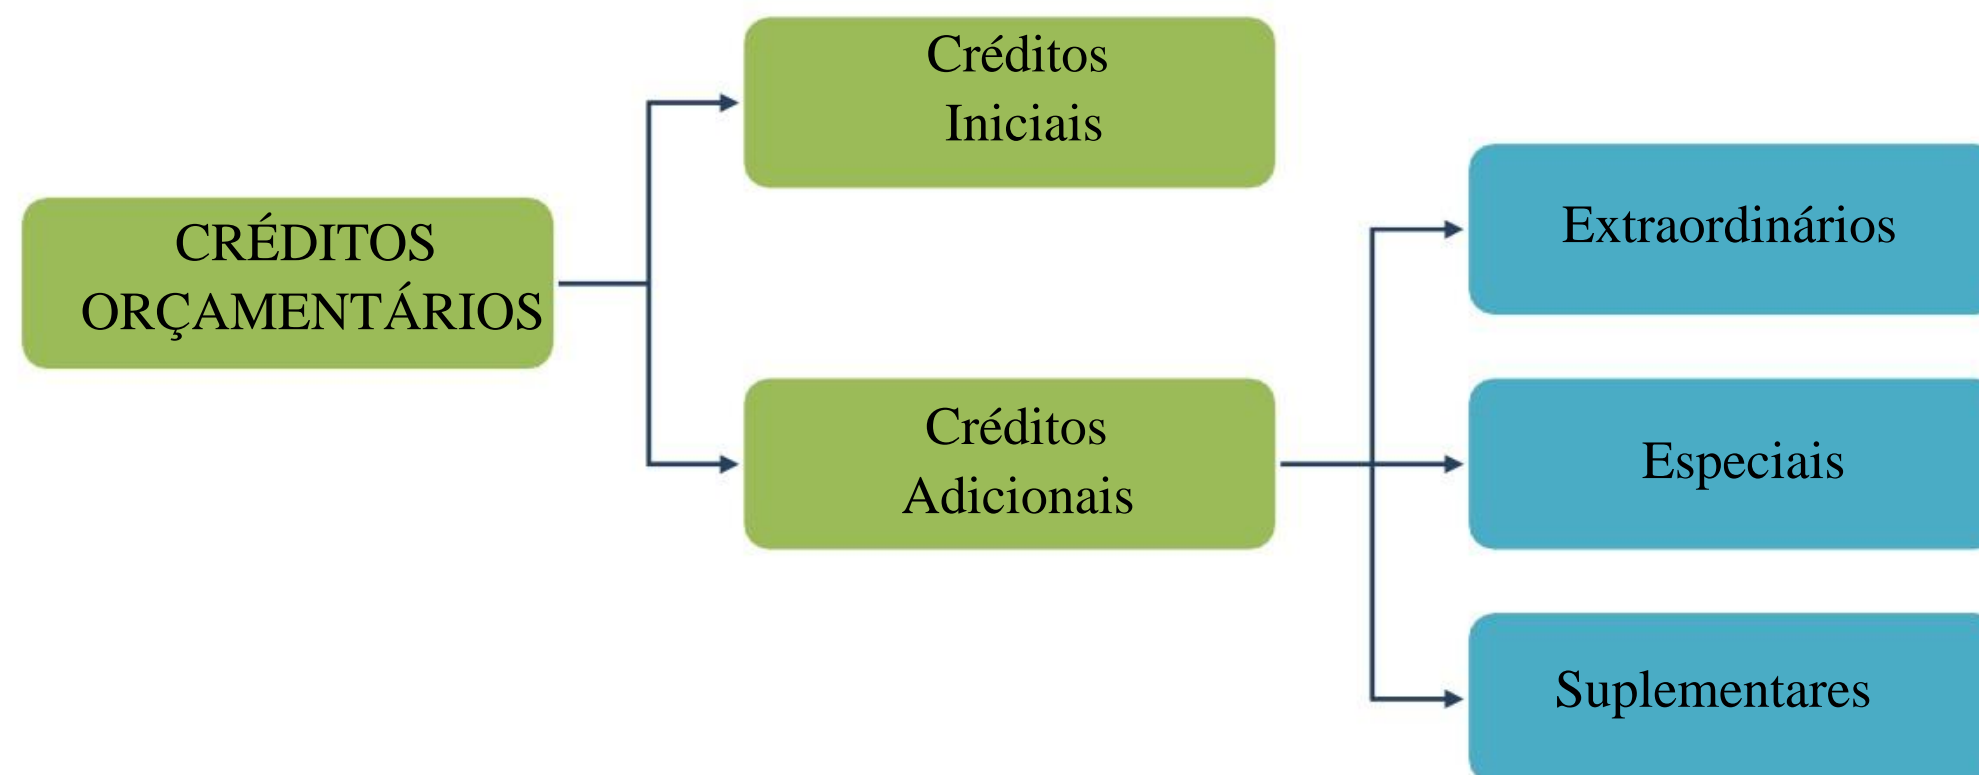 Créditos
Iniciais
CRÉDITOS
ORÇAMENTÁRIOS
Créditos
Adicionais
Extraordinários
Especiais
Suplementares